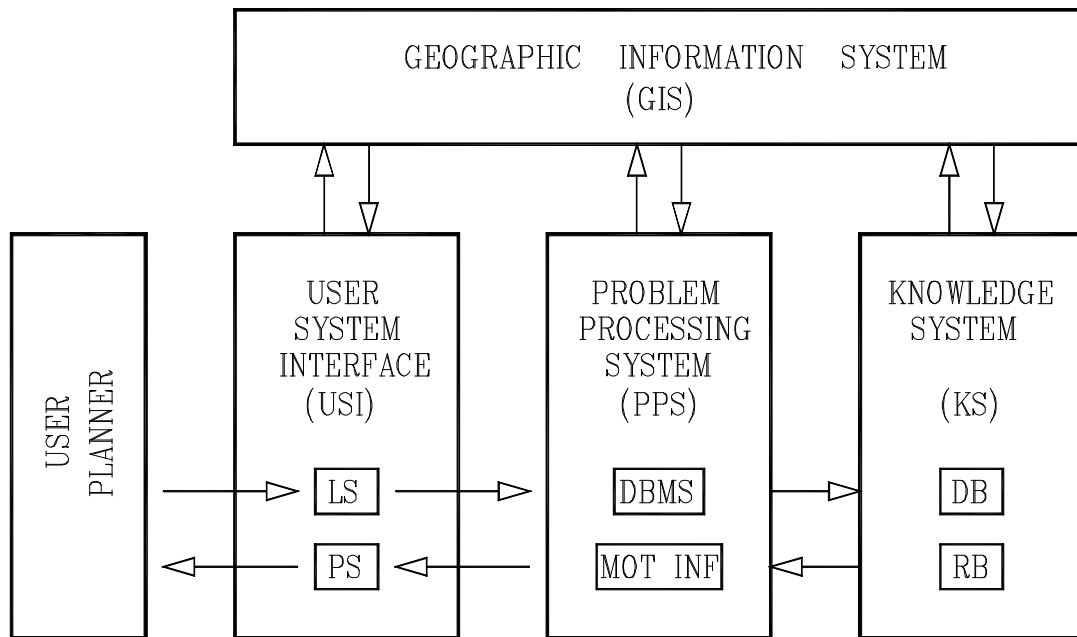 GEOGRAPHIC INFORMATION SYSTEM
(GIS)
USER
PLANNER
USER
SYSTEM
INTERFACE
(USI)
LS
PS
PROBLEM
PROCESSING
SYSTEM
(PPS)
DBMS
MOT INF
KNOWLEDGE
SYSTEM
(KS)
DB
RB